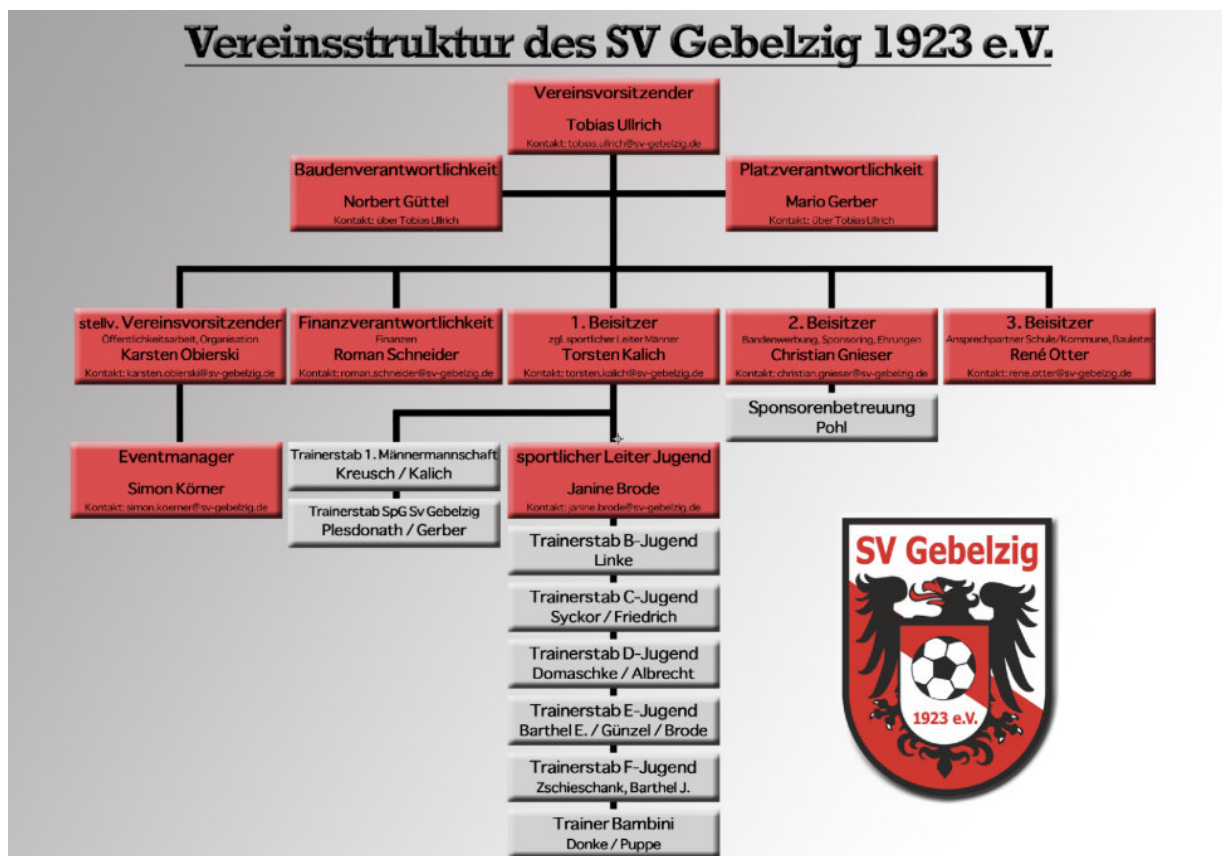 Vereinsstruktur des SV Gebelzig 1923 e.V.
Vereinsvorsitzender
Tobias Ullrich
Kontakt: tobias.ullrich@sv-gebelzig.de
Baudenverantwortlichkeit
Norbert Güttel
Kontakt: über Tobias Ullrich
Platzverantwortlichkeit
Mario Gerber
Kontakt: über Tobias Ullrich
stellv. Vereinsvorsitzender
Öffentlichkeitsarbeit, Organisation
Karsten Obierski
Kontakt: karsten.obierski@sv-gebelzig.de
Finanzverantwortlichkeit
Finanzen
Roman Schneider
Kontakt: roman.schneider@sv-gebelzig.de
1. Beisitzer
zgl. sportlicher Leiter Männer
Torsten Kalich
Kontakt: torsten.kalich@sv-gebelzig.de
2. Beisitzer
Bandenwerbung, Sponsoring, Ehrungen
Christian Gnieser
Kontakt: christian.gnieser@sv-gebelzig.de
3. Beisitzer
Ansprechpartner Schule/Kommune, Bauleiter
René Otter
Kontakt: rene.otter@sv-gebelzig.de
Sponsorenbetreuung
Pohl
Eventmanager
Simon Körner
Kontakt: simon.koerner@sv-gebelzig.de
Trainerstab 1. Männermannschaft
Kreusch / Kalich
Trainerstab SpG Sv Gebelzig
Plesdonath / Gerber
sportlicher Leiter Jugend
Janine Brode
Kontakt: janine.brode@sv-gebelzig.de
Trainerstab B-Jugend
Linke
Trainerstab C-Jugend
Syckor / Friedrich
Trainerstab D-Jugend
Domaschke / Albrecht
Trainerstab E-Jugend
Barthel E. / Günzel / Brode
Trainerstab F-Jugend
Zschieschank, Barthel J.
Trainer Bambini
Donke / Puppe
SV Gebelzig
1923 e.V.